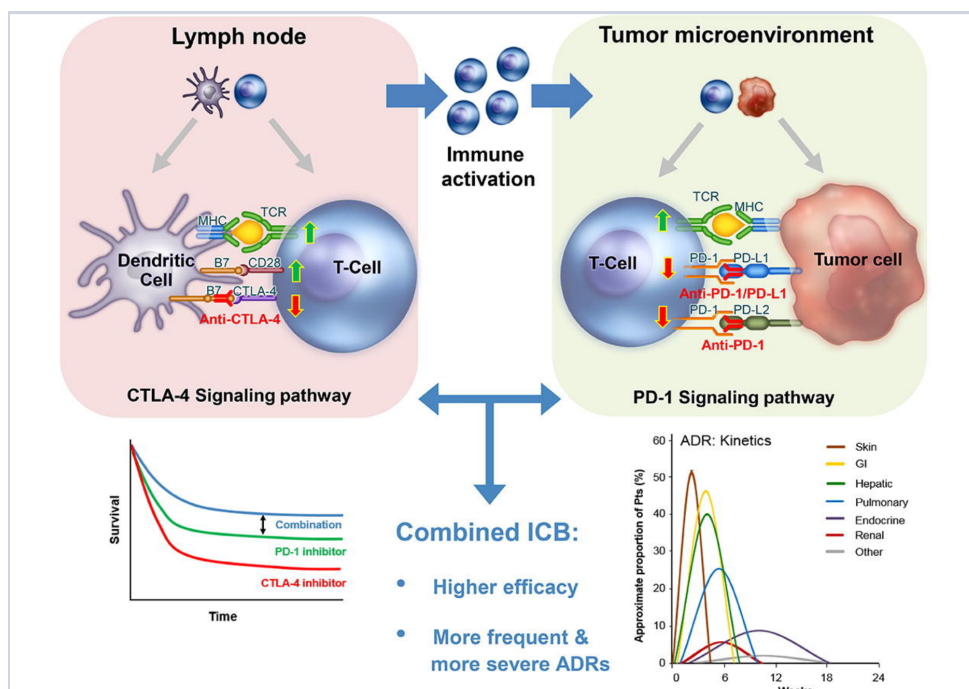 Lymph node
Tumor microenvironment
Immune
activation
MHC
TCR
Dendritic
Cell
B7
CD28
B7
CTLA-4
Anti-CTLA-4
T-Cell
TCR
MHC
T-Cell
PD-1
PD-L1
Anti-PD-1/PD-L1
PD-1
PD-L2
Anti-PD-1
Tumor cell
CTLA-4 Signaling pathway
PD-1 Signaling pathway
Survival
Combination
PD-1 inhibitor
CTLA-4 inhibitor
Time
Combined ICB:
• Higher efficacy
• More frequent &
more severe ADRs
ADR: Kinetics
Approximate proportion of Pts (%)
60
50
40
30
20
10
0
0
6
12
18
24
Weeks
Skin
GI
Hepatic
Pulmonary
Endocrine
Renal
Other